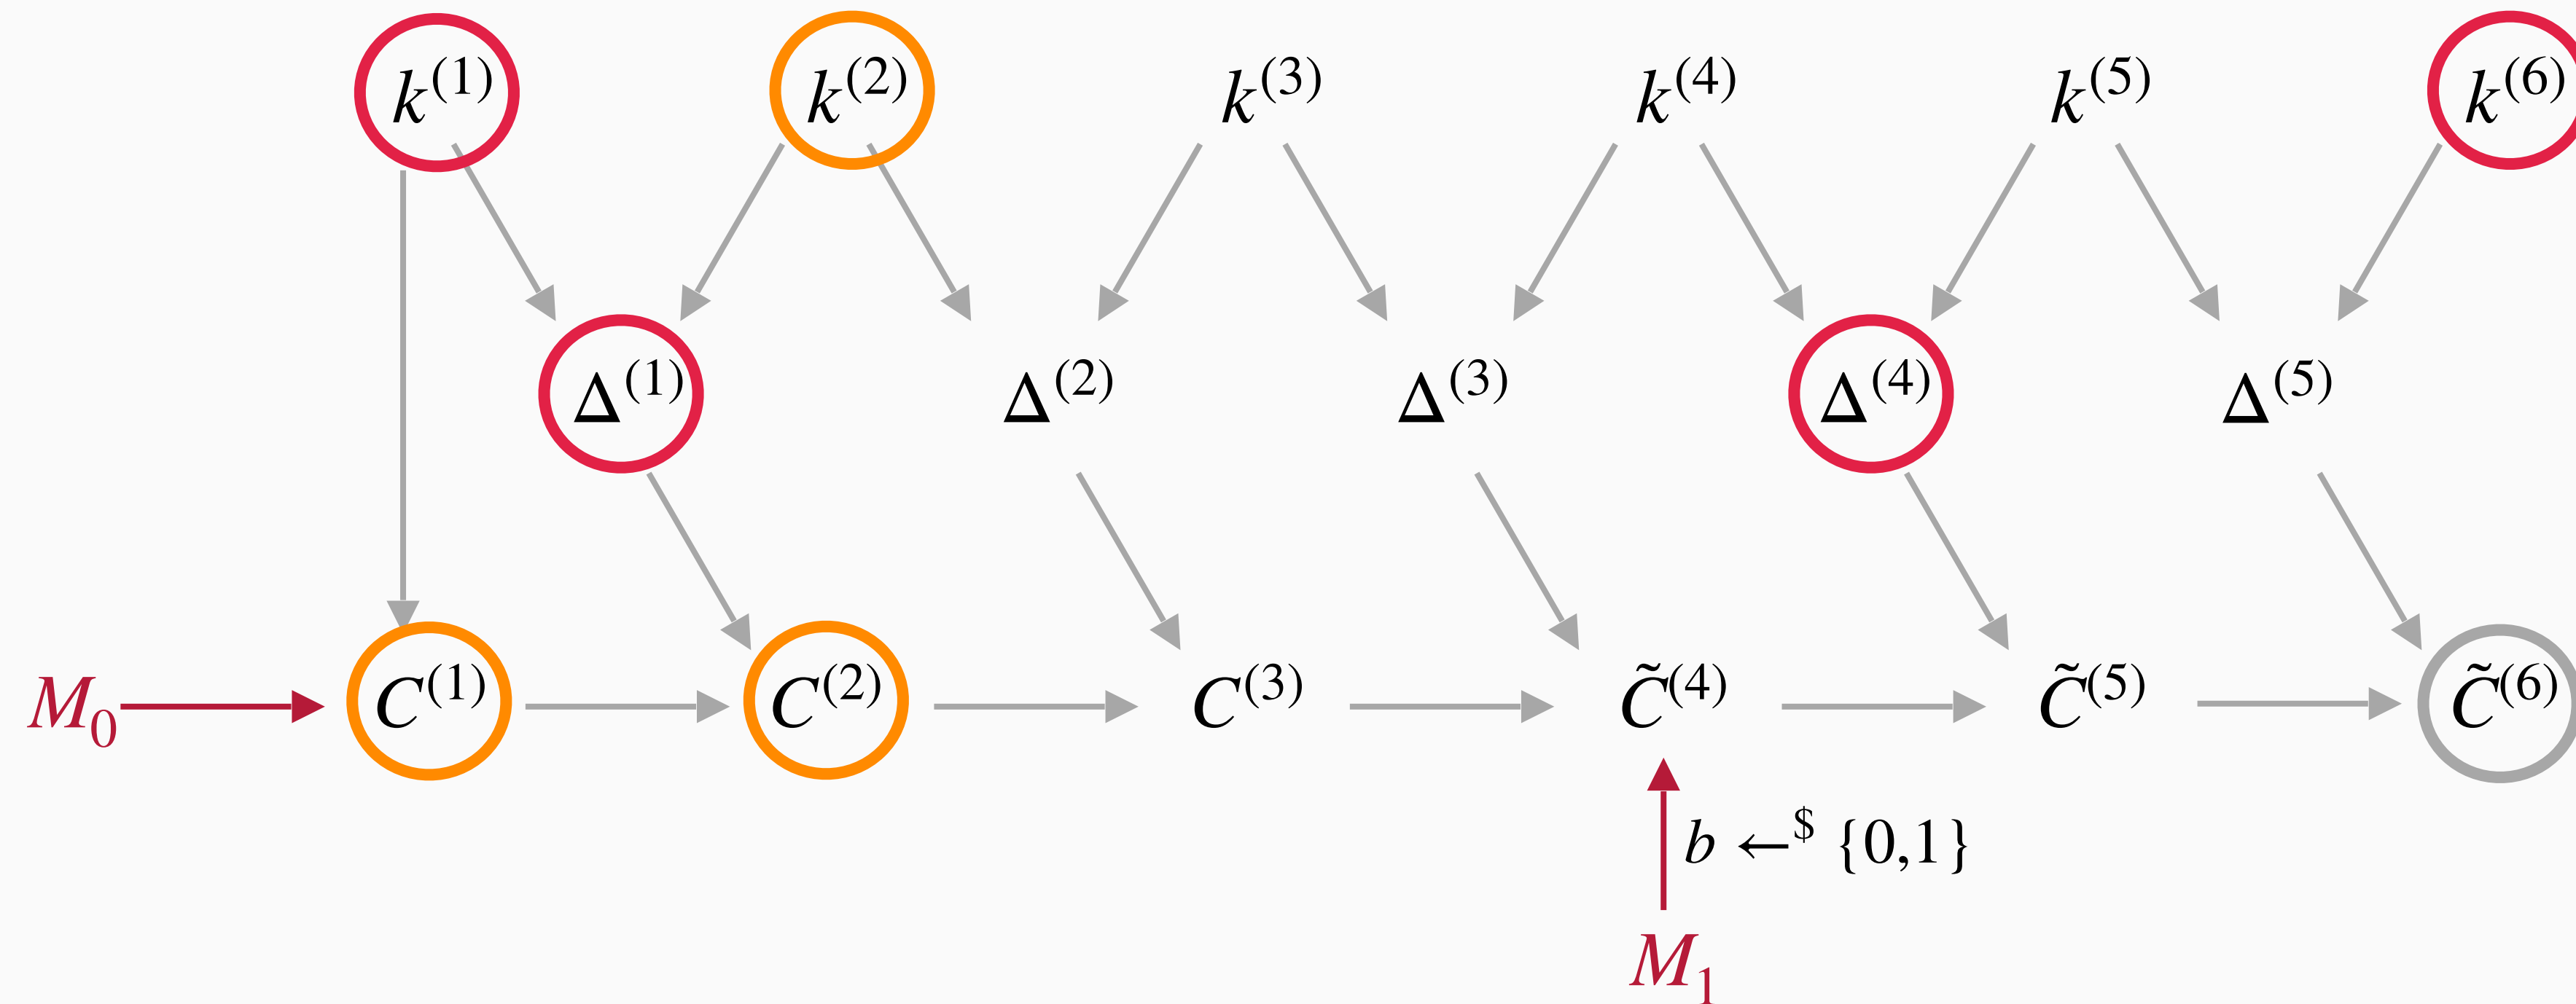 k^(1) k^(2) k^(3) k^(4) k^(5) k^(6)
Δ^(1) Δ^(2) Δ^(3) Δ^(4) Δ^(5)
M_0 C^(1) C^(2) C^(3) C̃^(4) C̃^(5) C̃^(6)
b ←^$ {0,1}
M_1